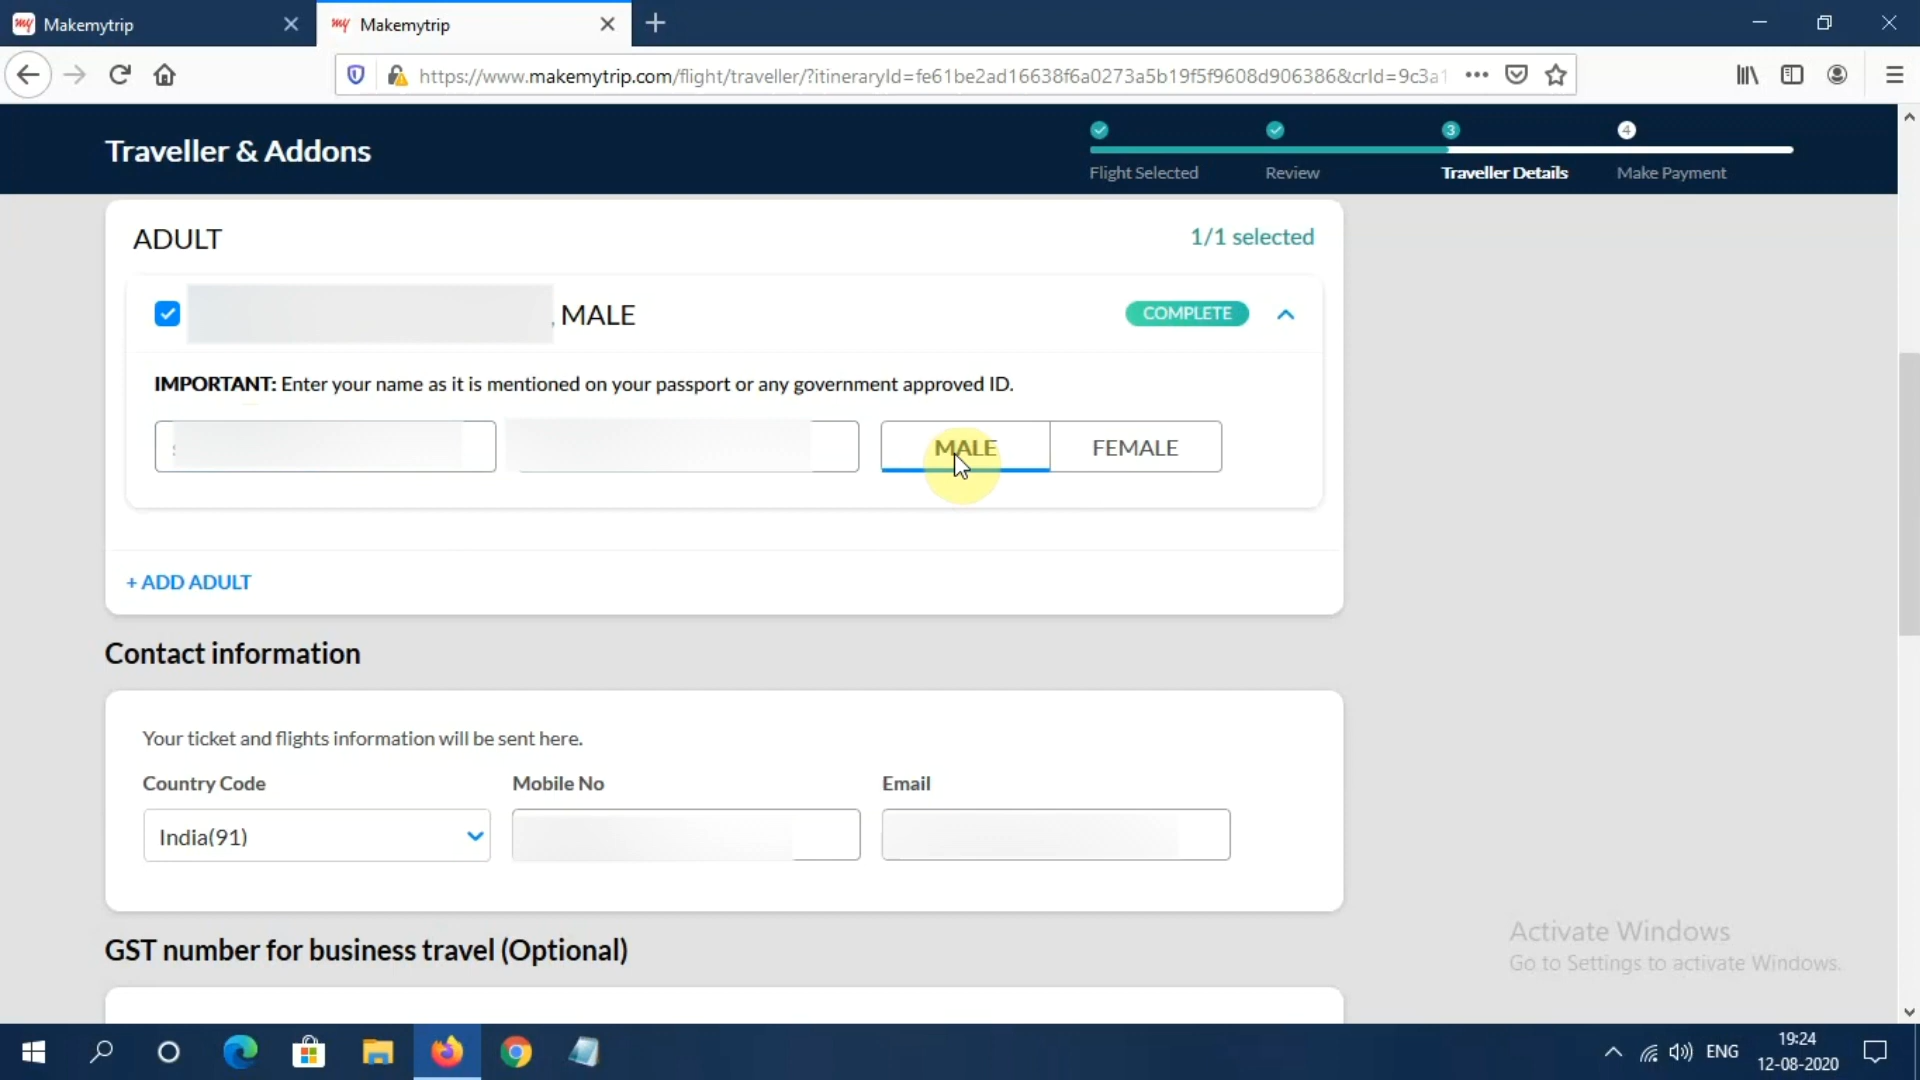 my Makemytrip
my Makemytrip
https://www.makemytrip.com/flight/traveller/?itineraryId=fe61be2ad16638f6a0273a5b19f5f9608d906386&crId=9c3a1
Traveller & Addons
Flight Selected
Review
3
Traveller Details
4
Make Payment
ADULT
1/1 selected
, MALE
COMPLETE
IMPORTANT: Enter your name as it is mentioned on your passport or any government approved ID.
MALE
FEMALE
+ ADD ADULT
Contact information
Your ticket and flights information will be sent here.
Country Code
Mobile No
Email
India(91)
GST number for business travel (Optional)
Activate Windows
Go to Settings to activate Windows.
ENG
19:24
12-08-2020